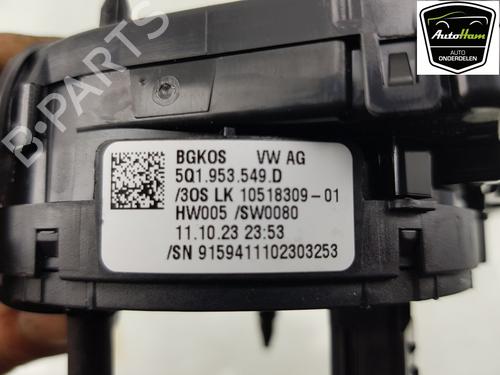 AutoHam
AUTO
ONDERDELEN
B-PARTS
BGKOS VW AG
5Q1.953.549.D
/3OS LK 10518309-01
HW005 /SW0080
11.10.23 23:53
/SN 9159411102303253